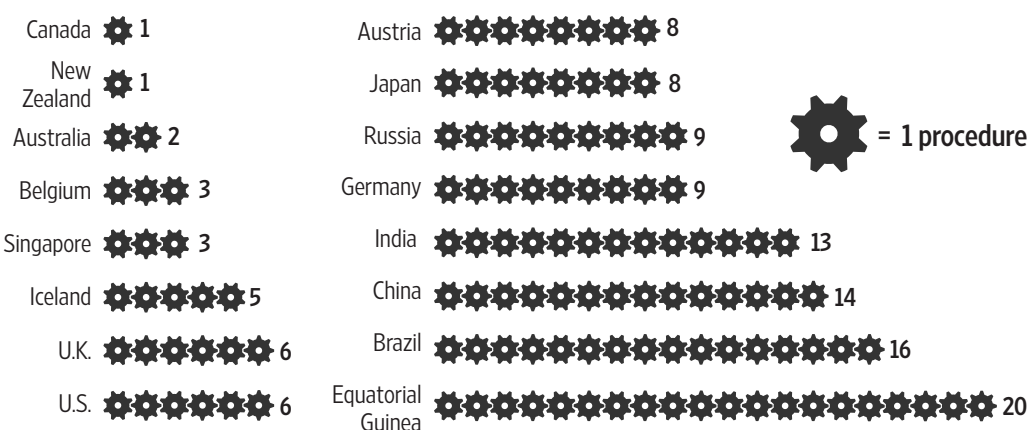 Canada 1
New
Zealand 1
Australia 2
Belgium 3
Singapore 3
Iceland 5
U.K. 6
U.S. 6
Austria 8
Japan 8
Russia 9
Germany 9
India 13
China 14
Brazil 16
Equatorial
Guinea 20
= 1 procedure